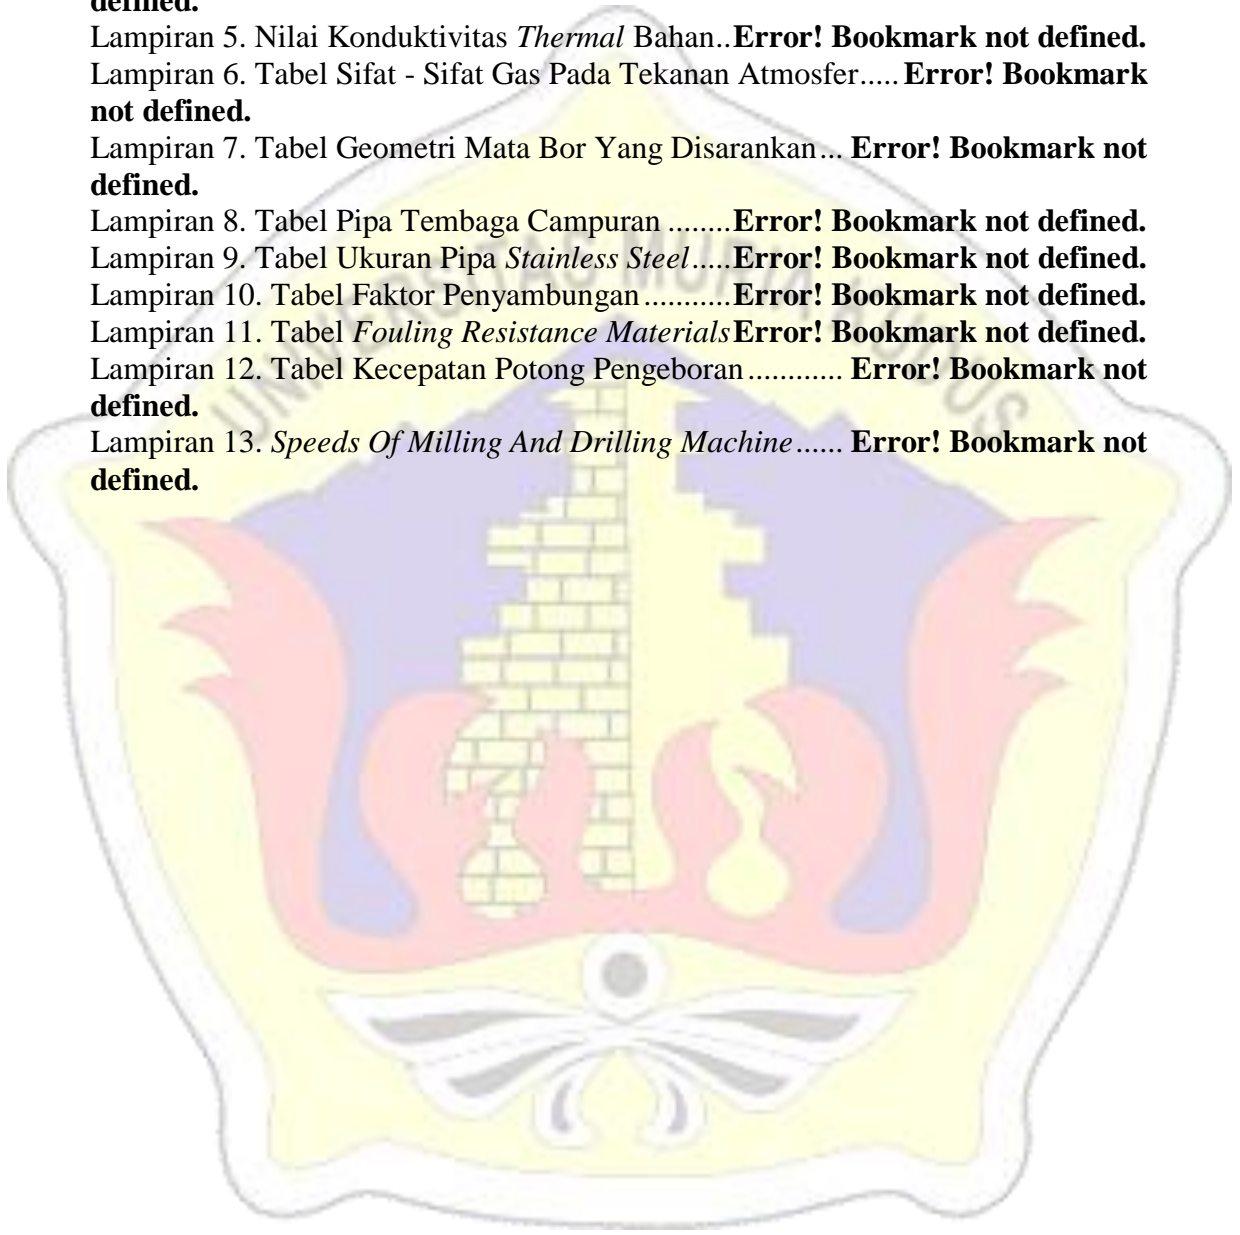 defined.
Lampiran 5. Nilai Konduktivitas Thermal Bahan..Error! Bookmark not defined.
Lampiran 6. Tabel Sifat - Sifat Gas Pada Tekanan Atmosfer..... Error! Bookmark
not defined.
Lampiran 7. Tabel Geometri Mata Bor Yang Disarankan... Error! Bookmark not
defined.
Lampiran 8. Tabel Pipa Tembaga Campuran ........Error! Bookmark not defined.
Lampiran 9. Tabel Ukuran Pipa Stainless Steel.....Error! Bookmark not defined.
Lampiran 10. Tabel Faktor Penyambungan...........Error! Bookmark not defined.
Lampiran 11. Tabel Fouling Resistance Materials Error! Bookmark not defined.
Lampiran 12. Tabel Kecepatan Potong Pengeboran............ Error! Bookmark not
defined.
Lampiran 13. Speeds Of Milling And Drilling Machine...... Error! Bookmark not
defined.
UNIVERSITAS MURIA KUDUS